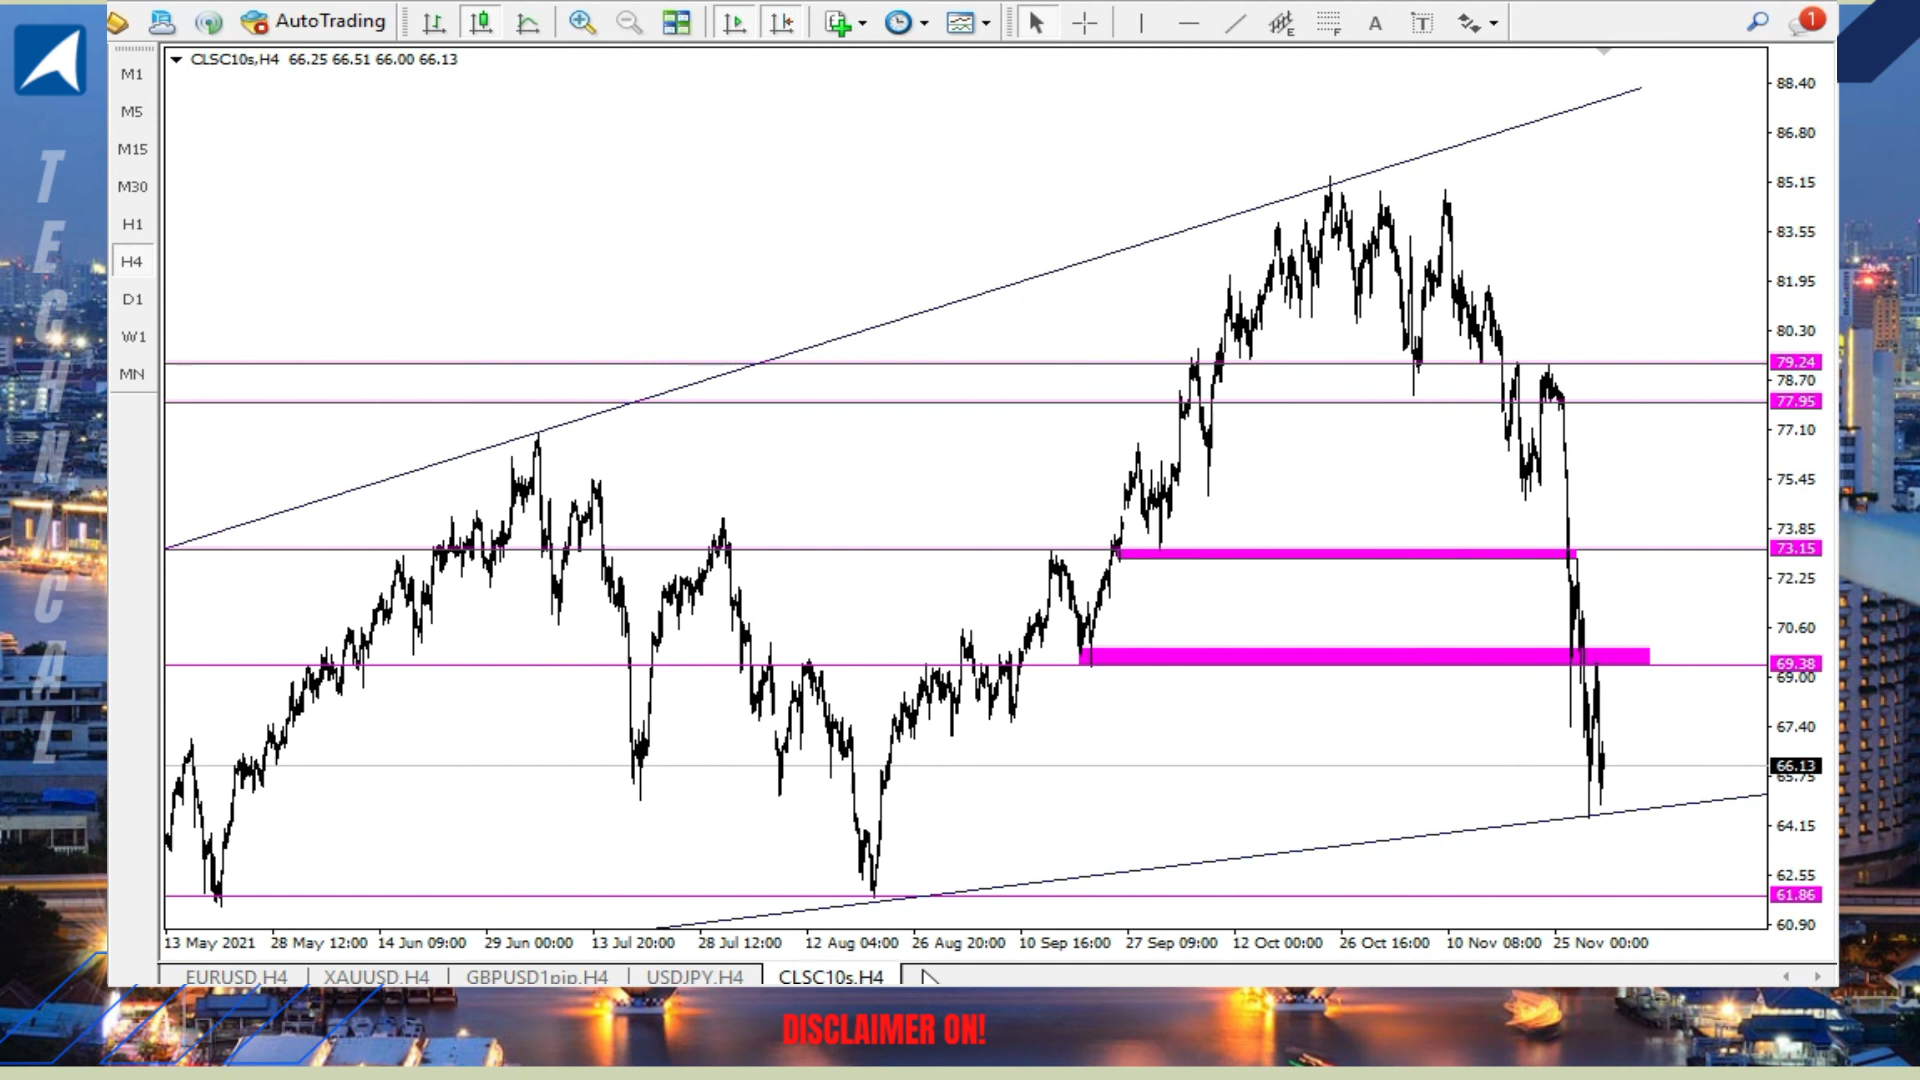 AutoTrading
1
E
F
A
T
M1
M5
M15
M30
H1
H4
D1
W1
MN
TECHNICAL
CLSC10s,H4 66.25 66.51 66.00 66.13
88.40
86.80
85.15
83.55
81.95
80.30
79.24
78.70
77.95
77.10
75.45
73.85
73.15
72.25
70.60
69.38
69.00
67.40
66.13
65.75
64.15
62.55
61.86
60.90
13 May 2021
28 May 12:00
14 Jun 09:00
29 Jun 00:00
13 Jul 20:00
28 Jul 12:00
12 Aug 04:00
26 Aug 20:00
10 Sep 16:00
27 Sep 09:00
12 Oct 00:00
26 Oct 16:00
10 Nov 08:00
25 Nov 00:00
EURUSD,H4
XAUUSD,H4
GBPUSD1pip,H4
USDJPY,H4
CLSC10s,H4
DISCLAIMER ON!